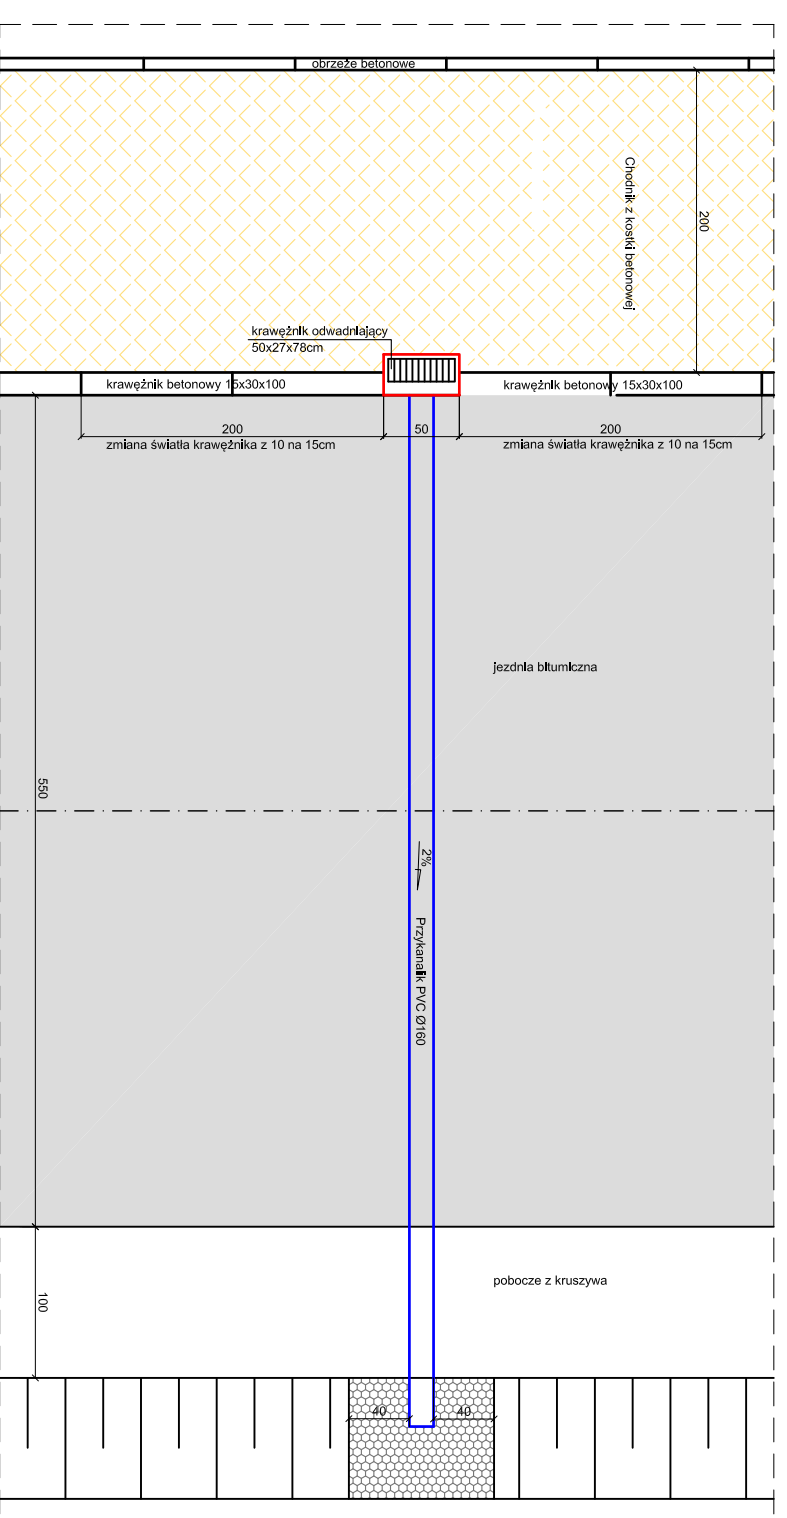 obrzeże betonowe
Chodnik z kostki betonowej
200
krawężnik odwadniający
50x27x78cm
krawężnik betonowy 15x30x100
krawężnik betonowy 15x30x100
200
50
200
zmiana światła krawężnika z 10 na 15cm
zmiana światła krawężnika z 10 na 15cm
jezdnia bitumiczna
550
2%
Przykanalik PVC Ø160
pobocze z kruszywa
100
40
40